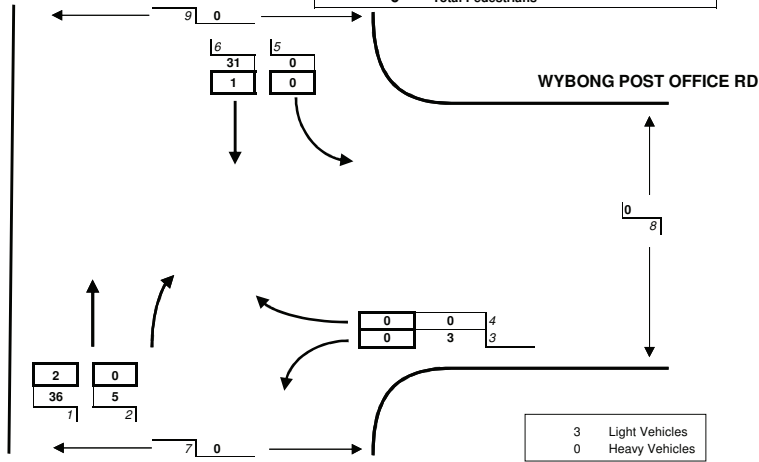 Total Pedestrians
9 0
6 5
31 0
1 0
WYBONG POST OFFICE RD
0
8
0 0 4
0 3 3
2 0
36 5
1 2
7 0
3 Light Vehicles
0 Heavy Vehicles